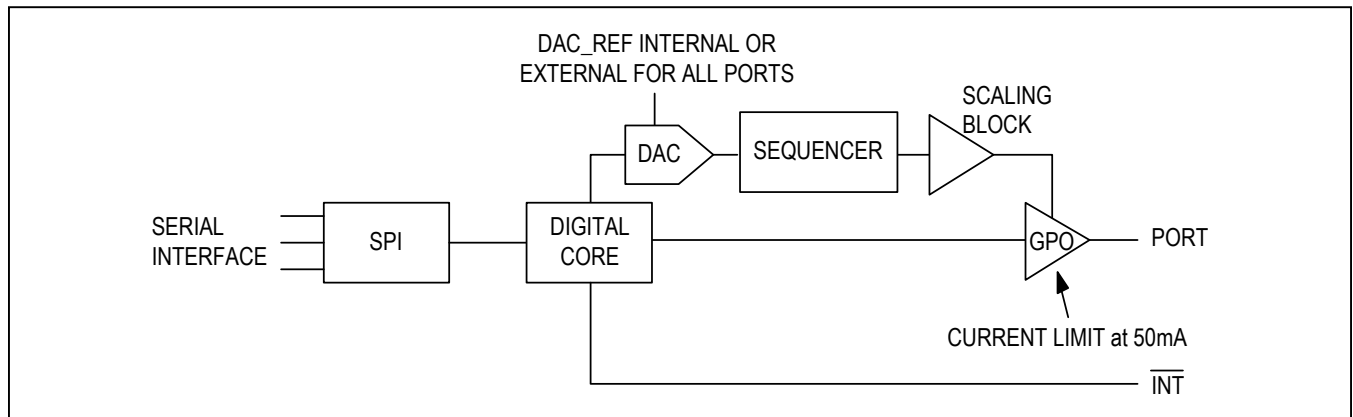 DAC_REF INTERNAL OR
EXTERNAL FOR ALL PORTS
SCALING
BLOCK
DAC
SEQUENCER
SERIAL
INTERFACE
SPI
DIGITAL
CORE
GPO
PORT
CURRENT LIMIT at 50mA
INT